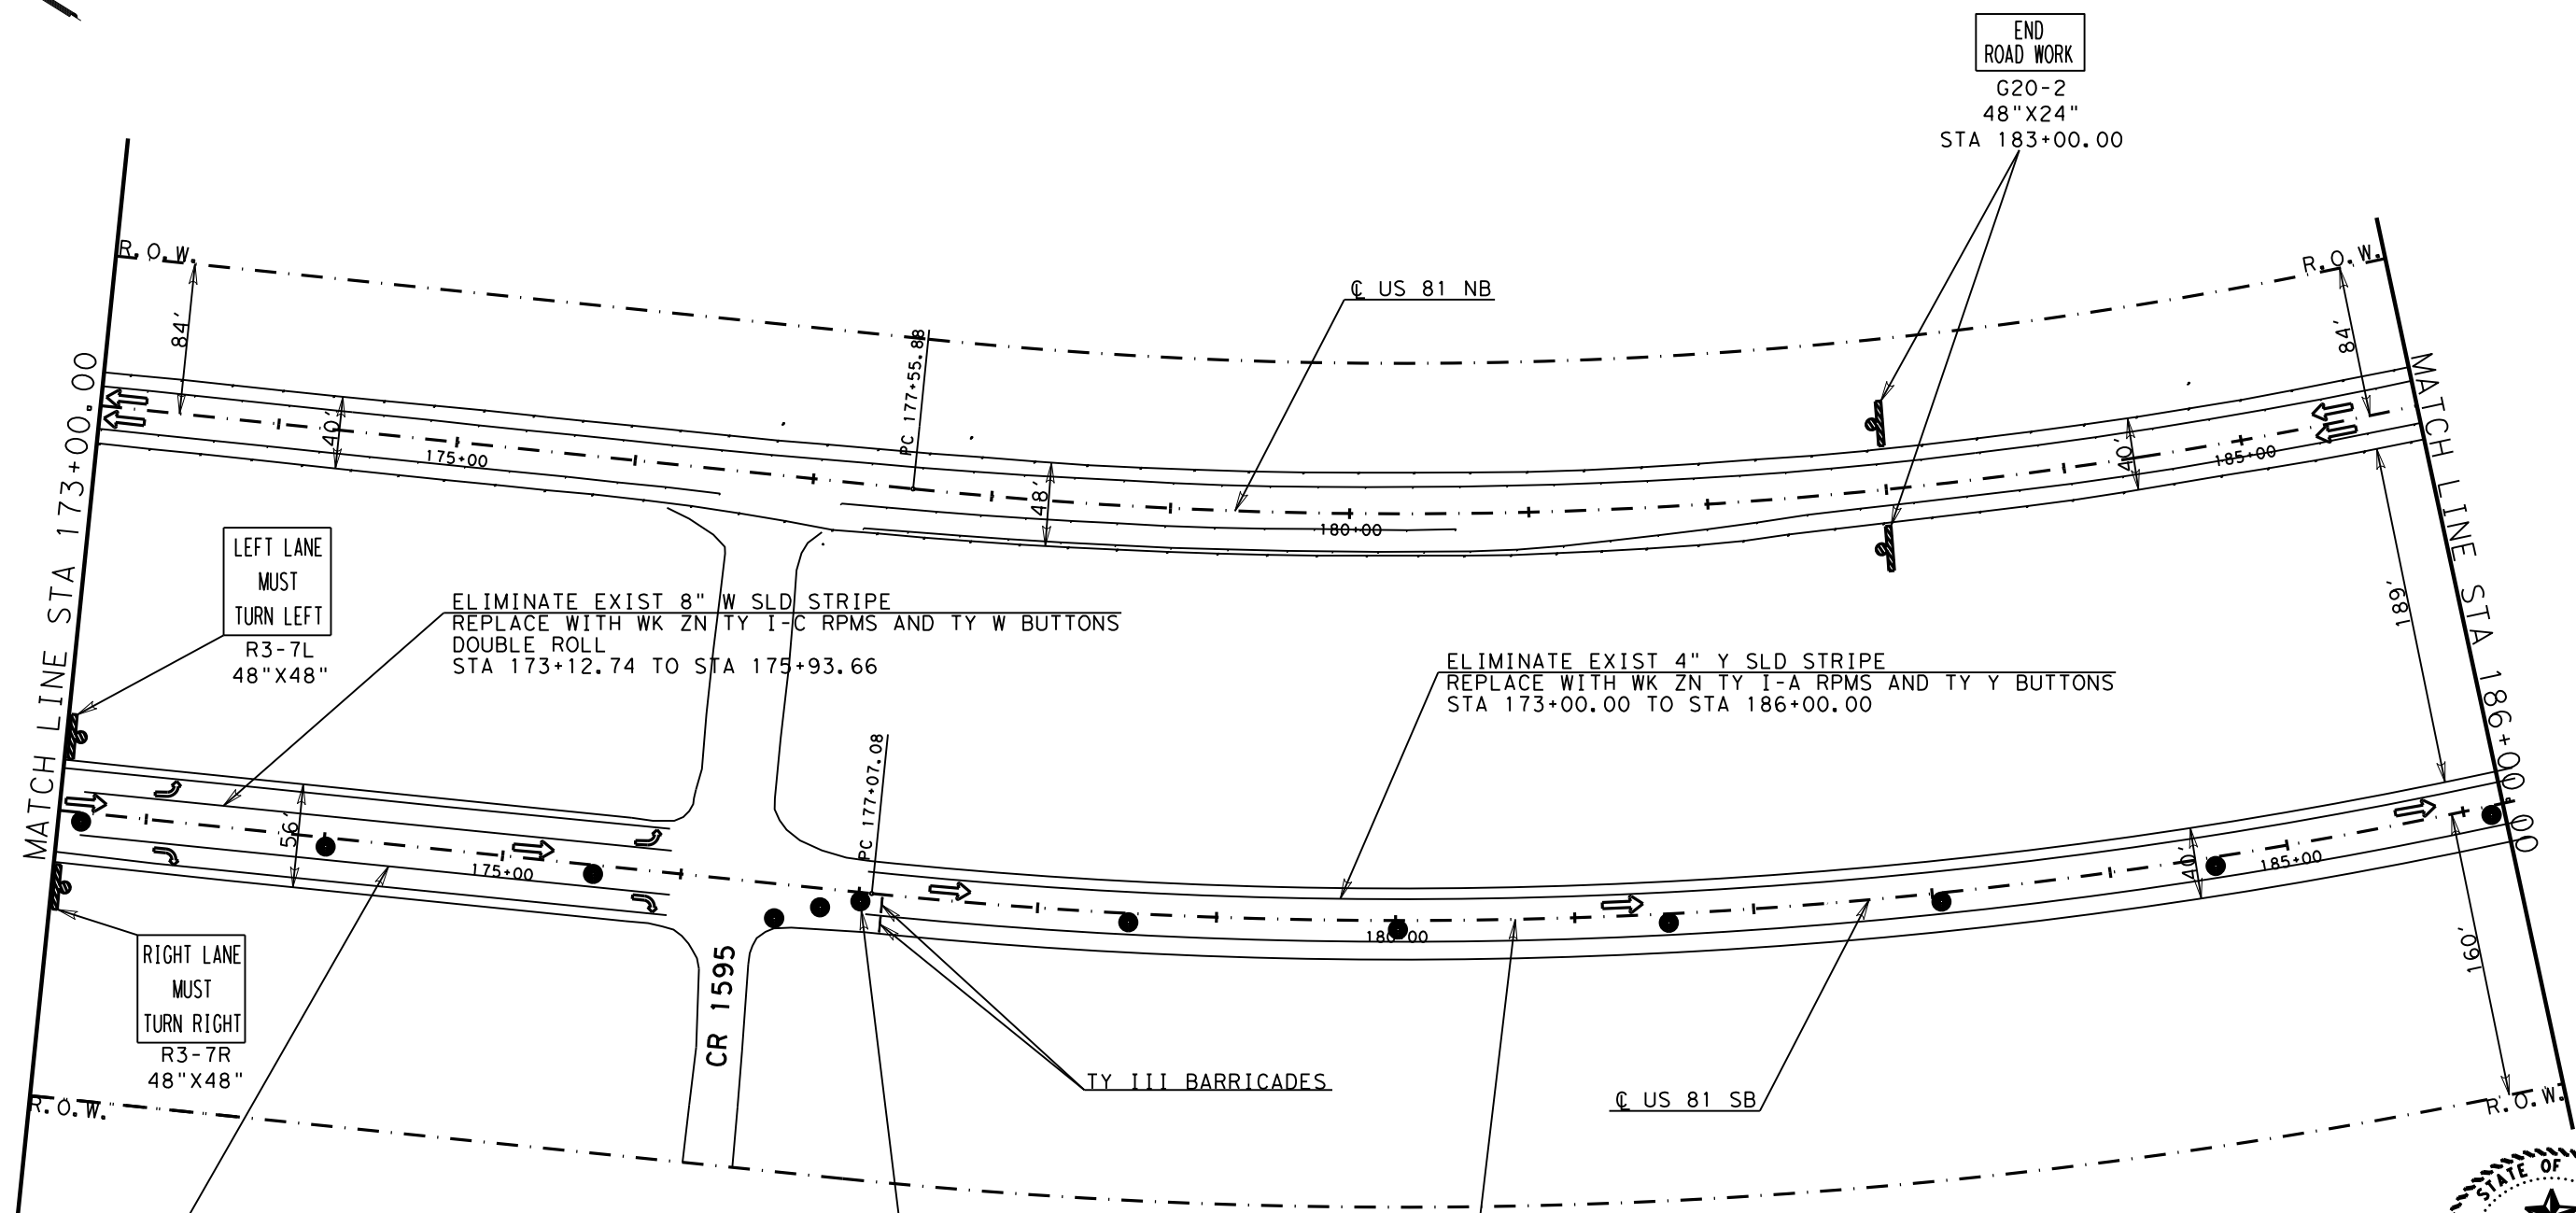 END
ROAD WORK
G20-2
48"X24"
STA 183+00.00
R.O.W.
R.O.W.
84'
84'
℄ US 81 NB
PC 177+55.88
MATCH LINE STA 173+00.00
MATCH LINE STA 186+00.00
40'
175+00
48'
180+00
40'
185+00
189'
LEFT LANE
MUST
TURN LEFT
R3-7L
48"X48"
ELIMINATE EXIST 8" W SLD STRIPE
REPLACE WITH WK ZN TY I-C RPMS AND TY W BUTTONS
DOUBLE ROLL
STA 173+12.74 TO STA 175+93.66
ELIMINATE EXIST 4" Y SLD STRIPE
REPLACE WITH WK ZN TY I-A RPMS AND TY Y BUTTONS
STA 173+00.00 TO STA 186+00.00
PC 177+07.08
56'
175+00
180+00
40'
185+00
160'
RIGHT LANE
MUST
TURN RIGHT
R3-7R
48"X48"
CR 1595
TY III BARRICADES
℄ US 81 SB
R.O.W.
R.O.W.
STATE OF